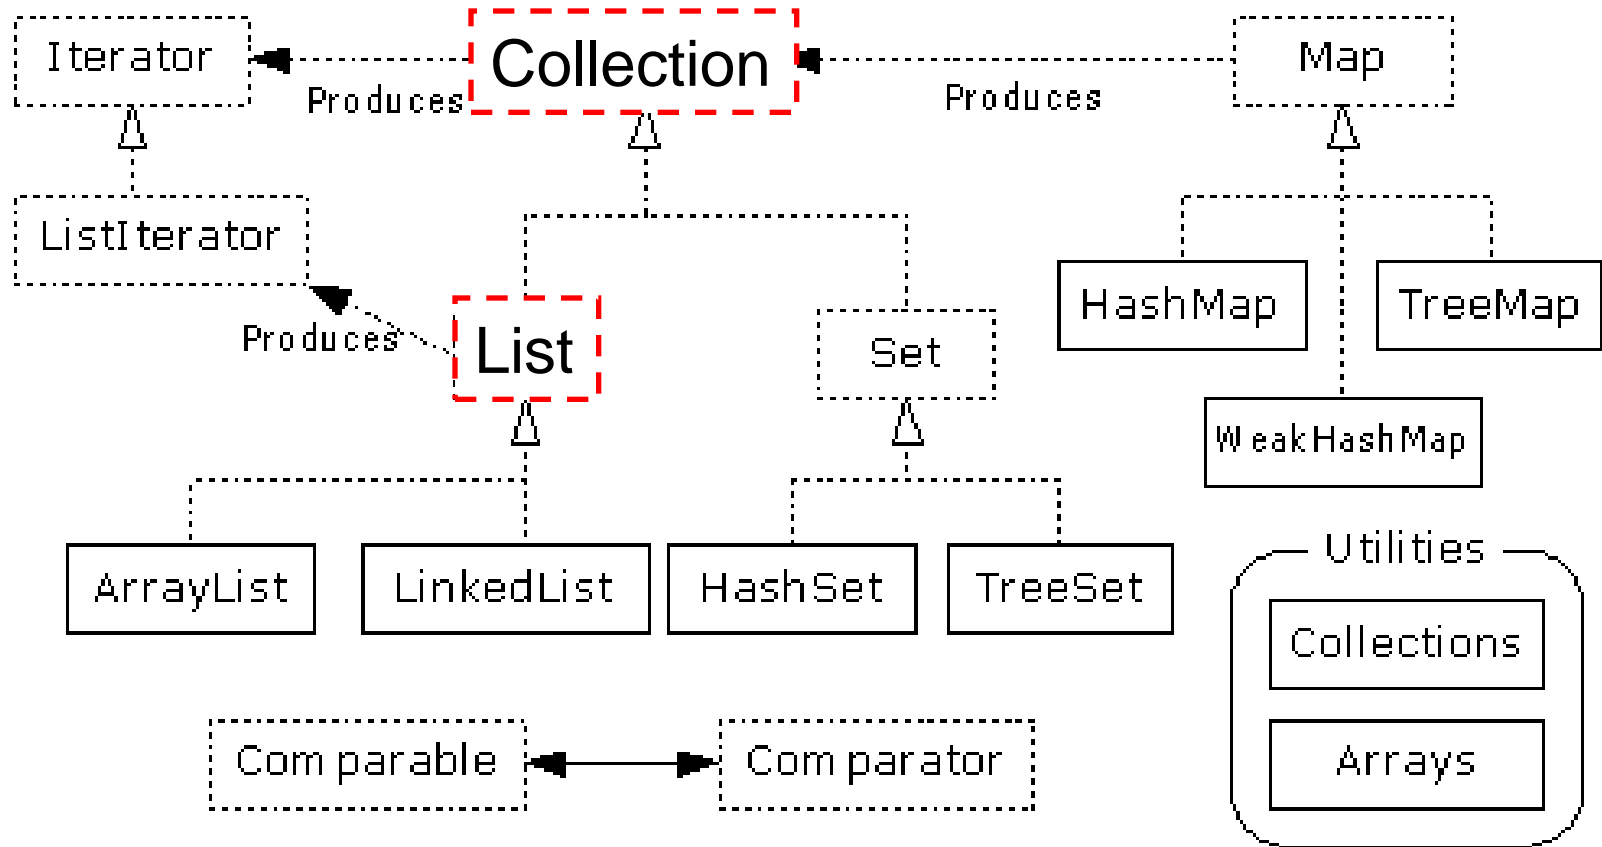 Iterator
Collection
Map
Produces
Produces
ListIterator
HashMap
TreeMap
Produces
List
Set
WeakHashMap
Utilities
ArrayList
LinkedList
HashSet
TreeSet
Collections
Comparable
Comparator
Arrays